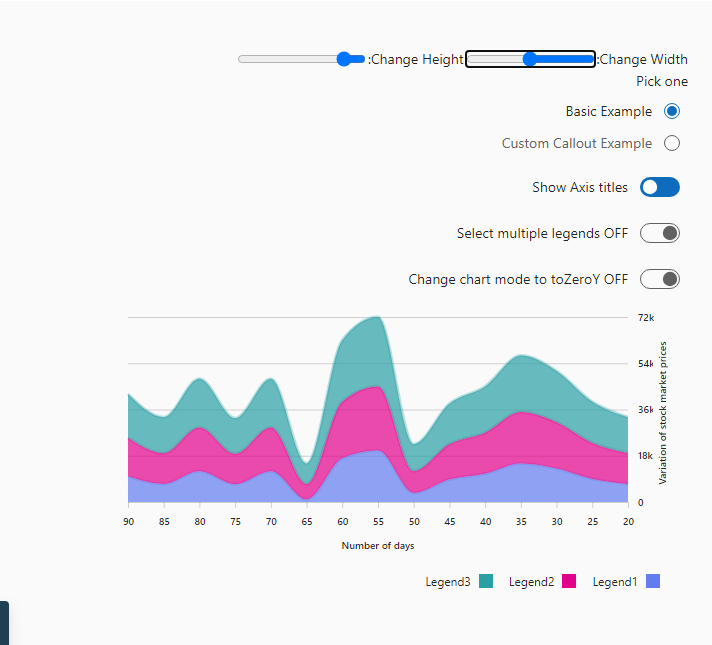 :Change Height :Change Width
Pick one
Basic Example
Custom Callout Example
Show Axis titles
Select multiple legends OFF
Change chart mode to toZeroY OFF
72k
54k
36k
18k
0
Variation of stock market prices
90 85 80 75 70 65 60 55 50 45 40 35 30 25 20
Number of days
Legend3 Legend2 Legend1